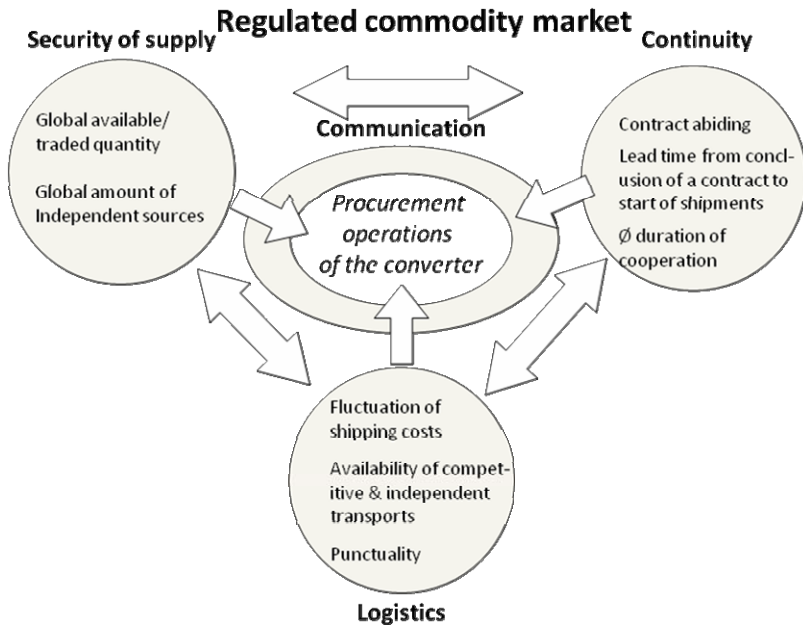 Regulated commodity market
Security of supply
Continuity
Global available/
traded quantity
Global amount of
Independent sources
Communication
Procurement
operations
of the converter
Contract abiding
Lead time from concl-
usion of a contract to
start of shipments
Ø duration of
cooperation
Fluctuation of
shipping costs
Availability of compet-
itive & independent
transports
Punctuality
Logistics